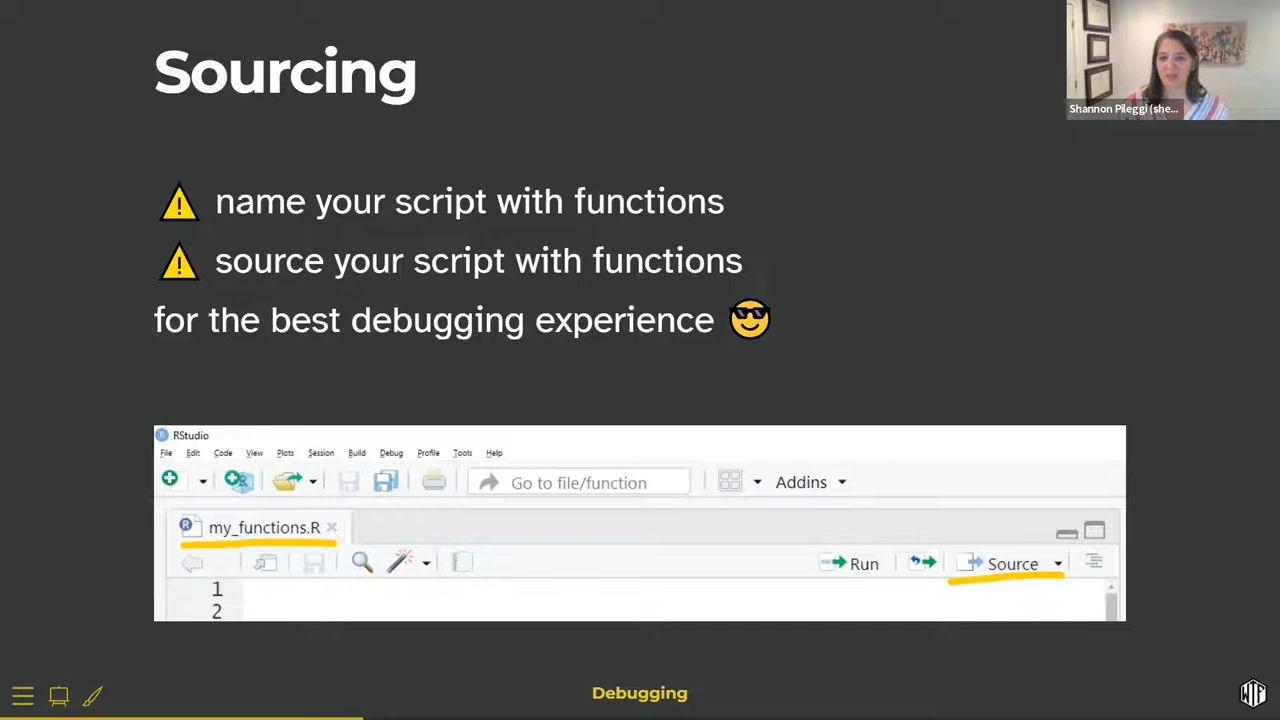 Sourcing
Shannon Pileggi (she...
name your script with functions
source your script with functions
for the best debugging experience
RStudio
File Edit Code View Plots Session Build Debug Profile Tools Help
Go to file/function
Addins
my_functions.R
Run
Source
1
2
Debugging
WTF